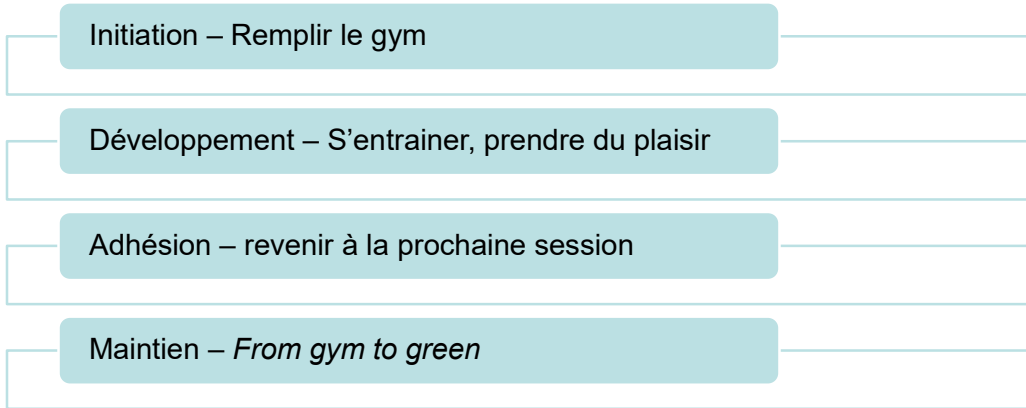 Initiation – Remplir le gym
Développement – S’entrainer, prendre du plaisir
Adhésion – revenir à la prochaine session
Maintien – From gym to green